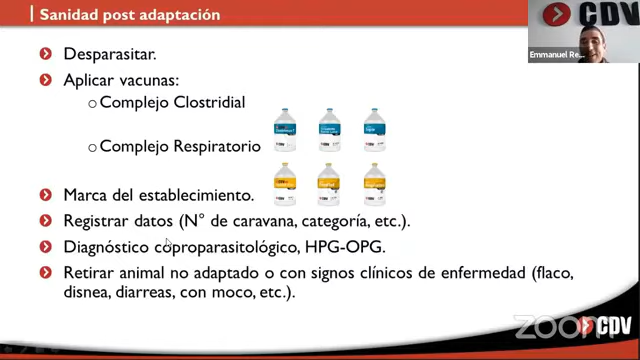 Sanidad post adaptación
CDV
Emmanuel Re...
Desparasitar.
Aplicar vacunas:
Complejo Clostridial
Complejo Respiratorio
Marca del establecimiento.
Registrar datos (N° de caravana, categoría, etc.).
Diagnóstico coproparasitológico, HPG-OPG.
Retirar animal no adaptado o con signos clínicos de enfermedad (flaco,
disnea, diarreas, con moco, etc.).
zoom
CDV